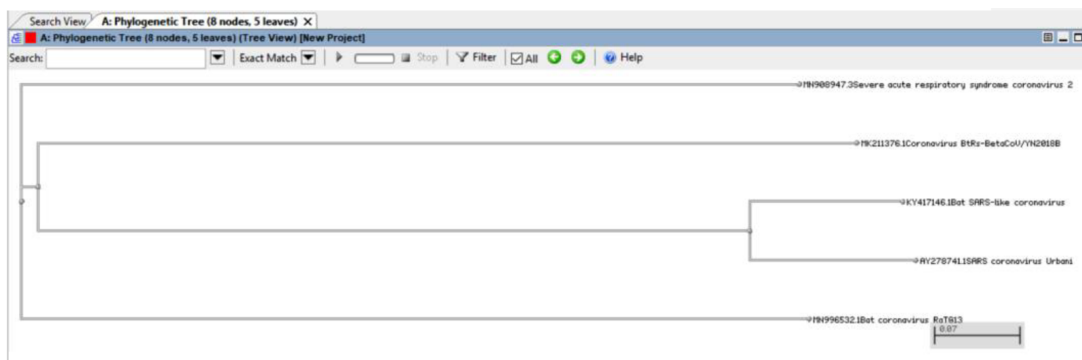 Search View A: Phylogenetic Tree (8 nodes, 5 leaves) X
A: Phylogenetic Tree (8 nodes, 5 leaves) (Tree View) [New Project]
Search: Exact Match Stop Filter All Help
MN908947.3Severe acute respiratory syndrome coronavirus 2
MK211376.1Coronavirus BtRs-BetaCoV/YN2018B
KY417146.1Bat SARS-like coronavirus
AY278741.1SARS coronavirus Urbani
MN996532.1Bat coronavirus RaTG13
0.07